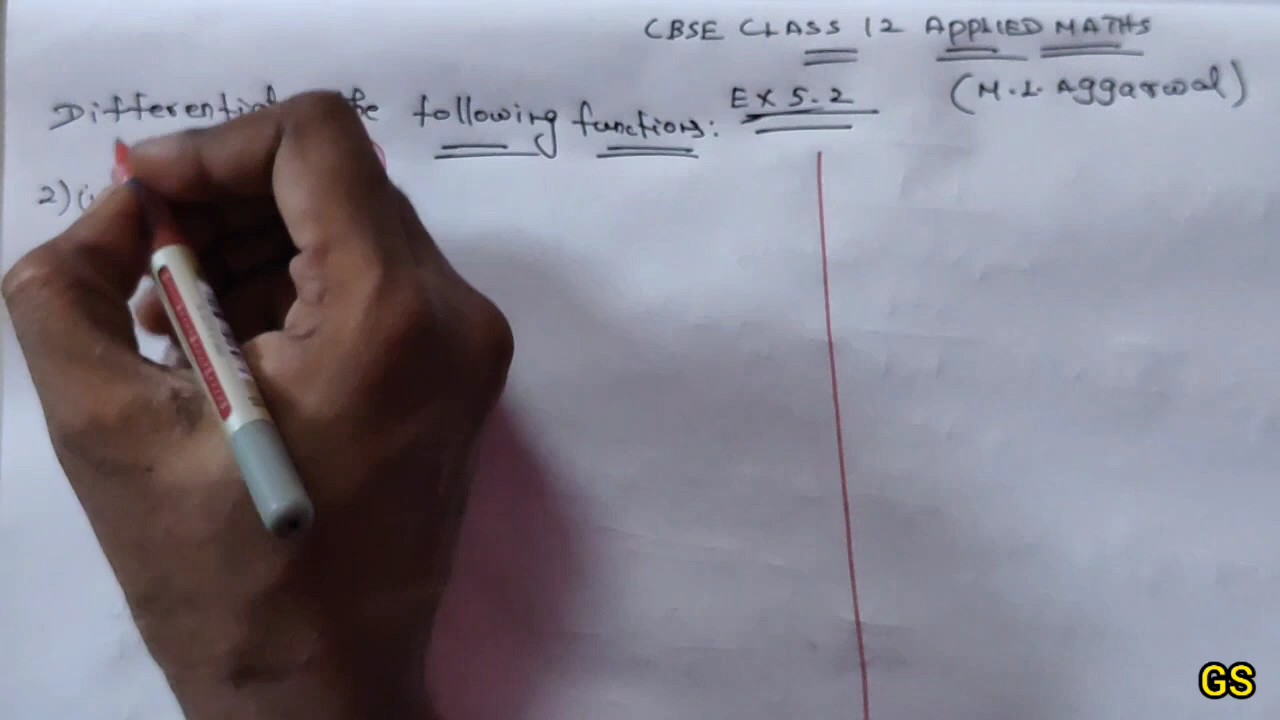 CBSE CLASS 12 APPLIED MATHS
(M.L. Aggarwal)
following functions: EX 5.2
2)(
GS